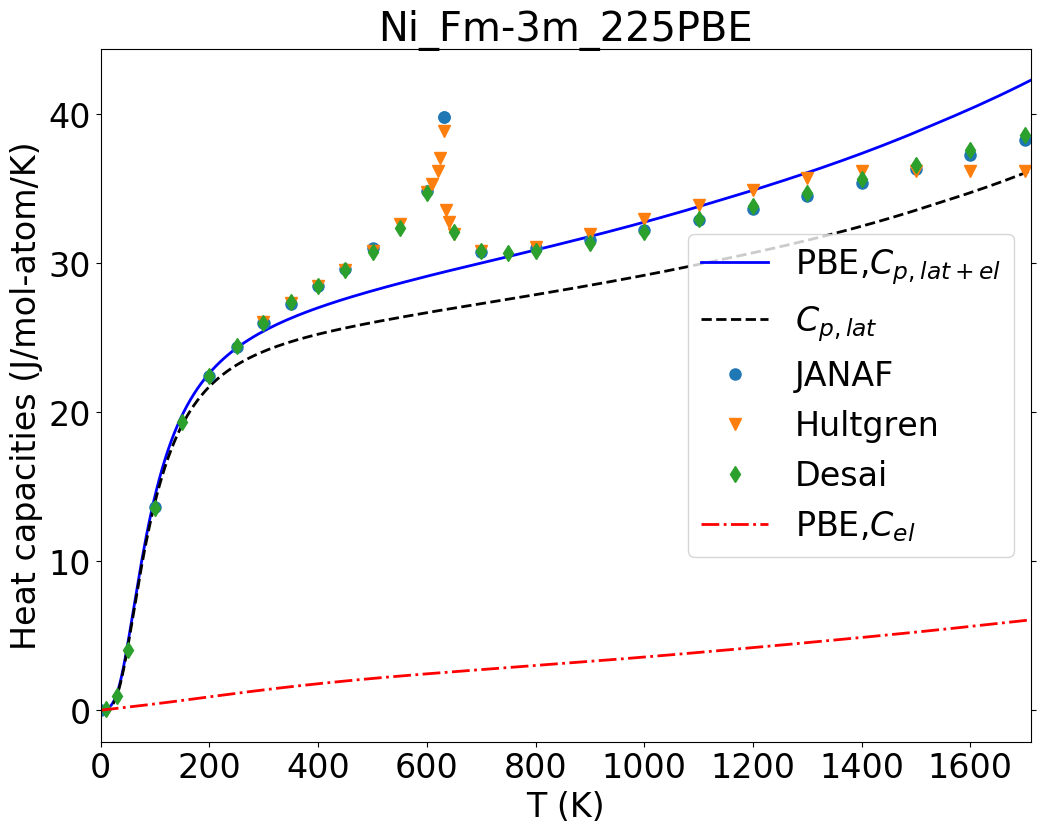 Ni_Fm-3m_225PBE
Heat capacities (J/mol-atom/K)
40
30
20
10
0
PBE,C_{p, lat + el}
C_{p, lat}
JANAF
Hultgren
Desai
PBE,C_{el}
0 200 400 600 800 1000 1200 1400 1600
T (K)